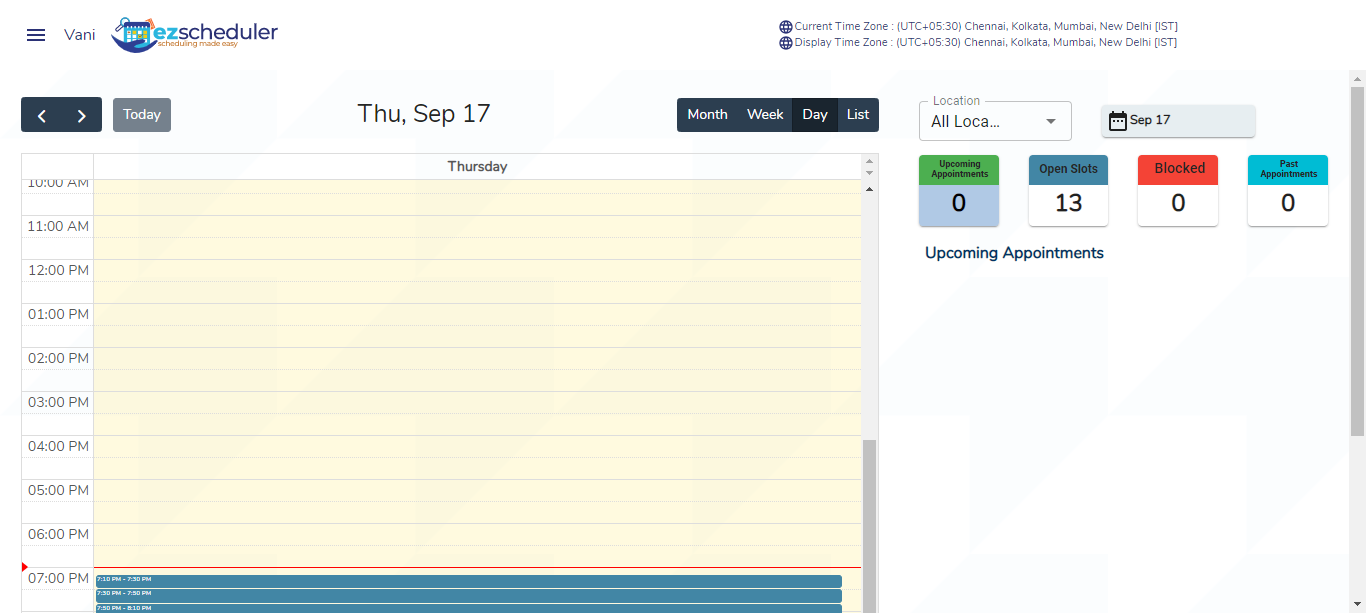 Vani
ezscheduler
scheduling made easy
Current Time Zone : (UTC+05:30) Chennai, Kolkata, Mumbai, New Delhi [IST]
Display Time Zone : (UTC+05:30) Chennai, Kolkata, Mumbai, New Delhi [IST]
Today
Thu, Sep 17
Month Week Day List
Location
All Loca...
Sep 17
Thursday
Upcoming Appointments
0
Open Slots
13
Blocked
0
Past Appointments
0
Upcoming Appointments
10:00 AM
11:00 AM
12:00 PM
01:00 PM
02:00 PM
03:00 PM
04:00 PM
05:00 PM
06:00 PM
07:00 PM
7:10 PM - 7:30 PM
7:30 PM - 7:50 PM
7:50 PM - 8:10 PM